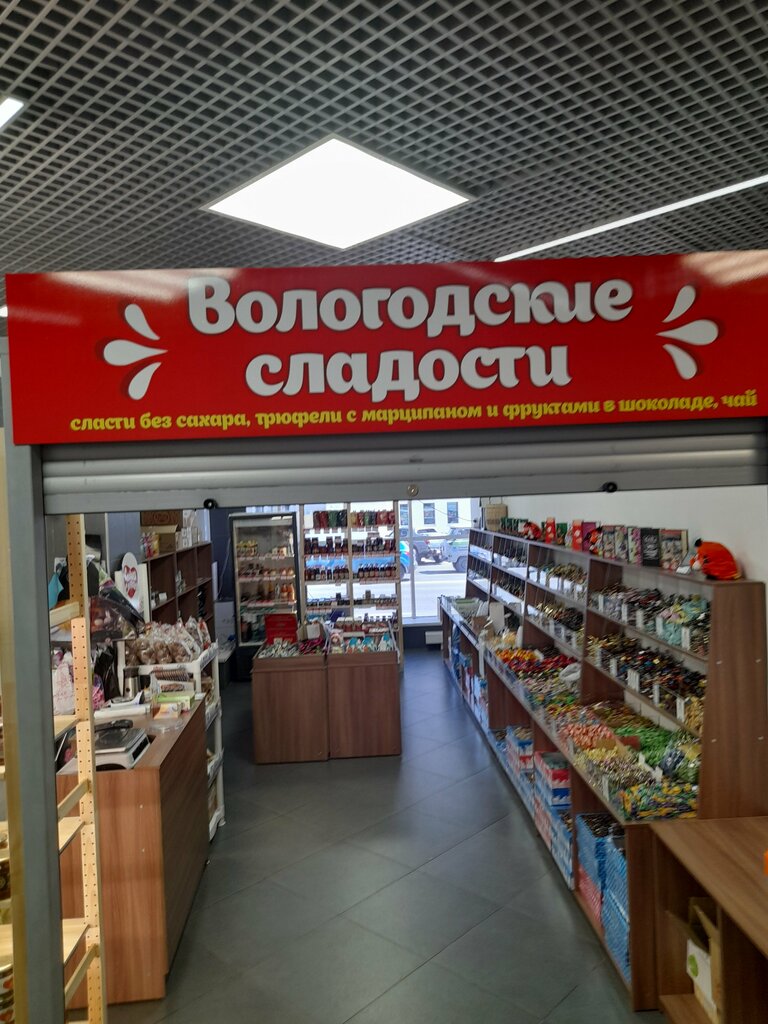 Вологодские
сладости
сласти без сахара, трюфели с марципаном и фруктами в шоколаде, чай